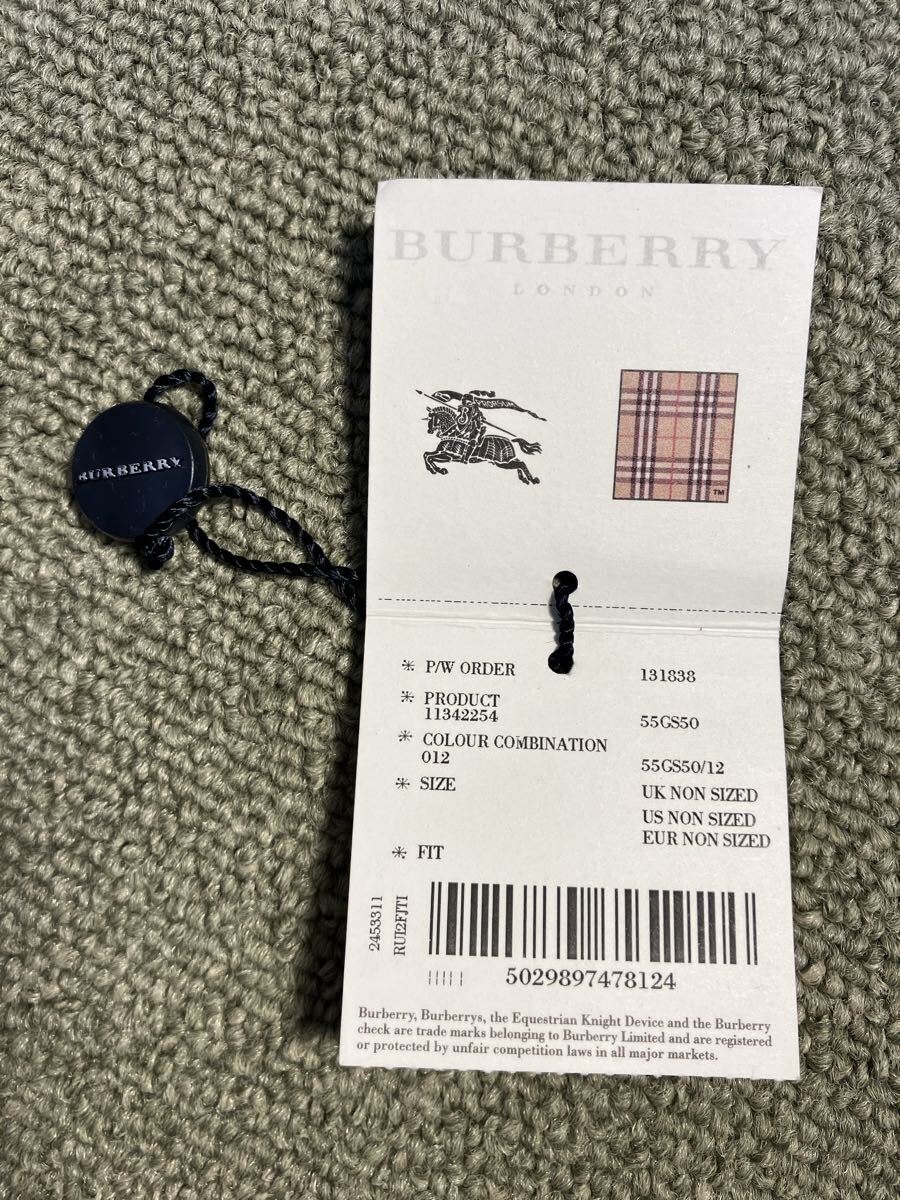 BURBERRY
LONDON
PRORSUM
TM
BURBERRY
* P/W ORDER 131838
* PRODUCT
11342254 55GS50
* COLOUR COMBINATION
012 55GS50/12
* SIZE UK NON SIZED
US NON SIZED
EUR NON SIZED
* FIT
2453311
RUI2FJTI
5029897478124
Burberry, Burberrys, the Equestrian Knight Device and the Burberry
check are trade marks belonging to Burberry Limited and are registered
or protected by unfair competition laws in all major markets.